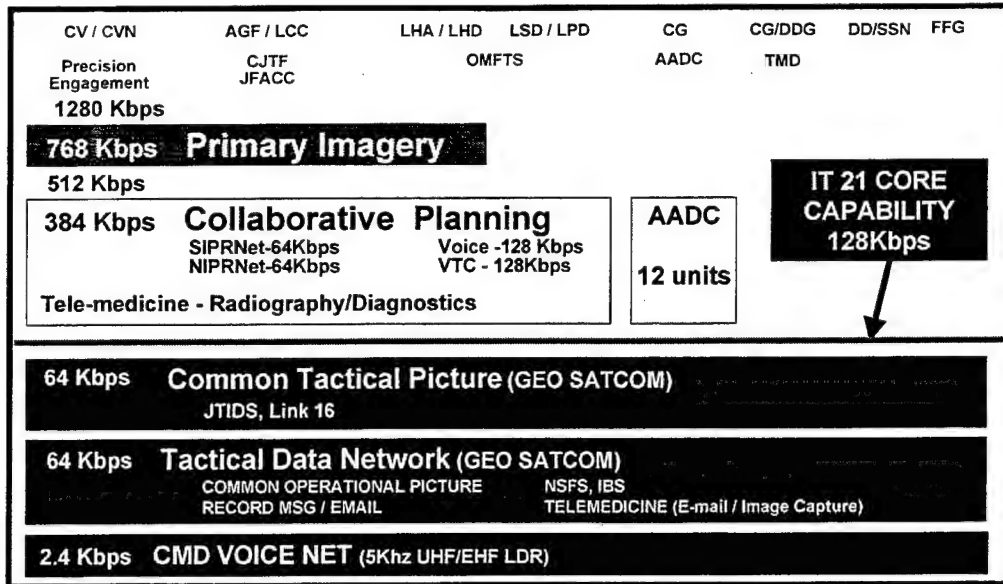 CV / CVN AGF / LCC LHA / LHD LSD / LPD CG CG/DDG DD/SSN FFG
Precision Engagement CJTF JFACC OMFTS AADC TMD
1280 Kbps
768 Kbps Primary Imagery
512 Kbps
384 Kbps Collaborative Planning
SIPRNet-64Kbps Voice -128 Kbps
NIPRNet-64Kbps VTC - 128Kbps
Tele-medicine - Radiography/Diagnostics
AADC
12 units
IT 21 CORE
CAPABILITY
128Kbps
64 Kbps Common Tactical Picture (GEO SATCOM)
JTIDS, Link 16
64 Kbps Tactical Data Network (GEO SATCOM)
COMMON OPERATIONAL PICTURE NSFS, IBS
RECORD MSG / EMAIL TELEMEDICINE (E-mail / Image Capture)
2.4 Kbps CMD VOICE NET (5Khz UHF/EHF LDR)